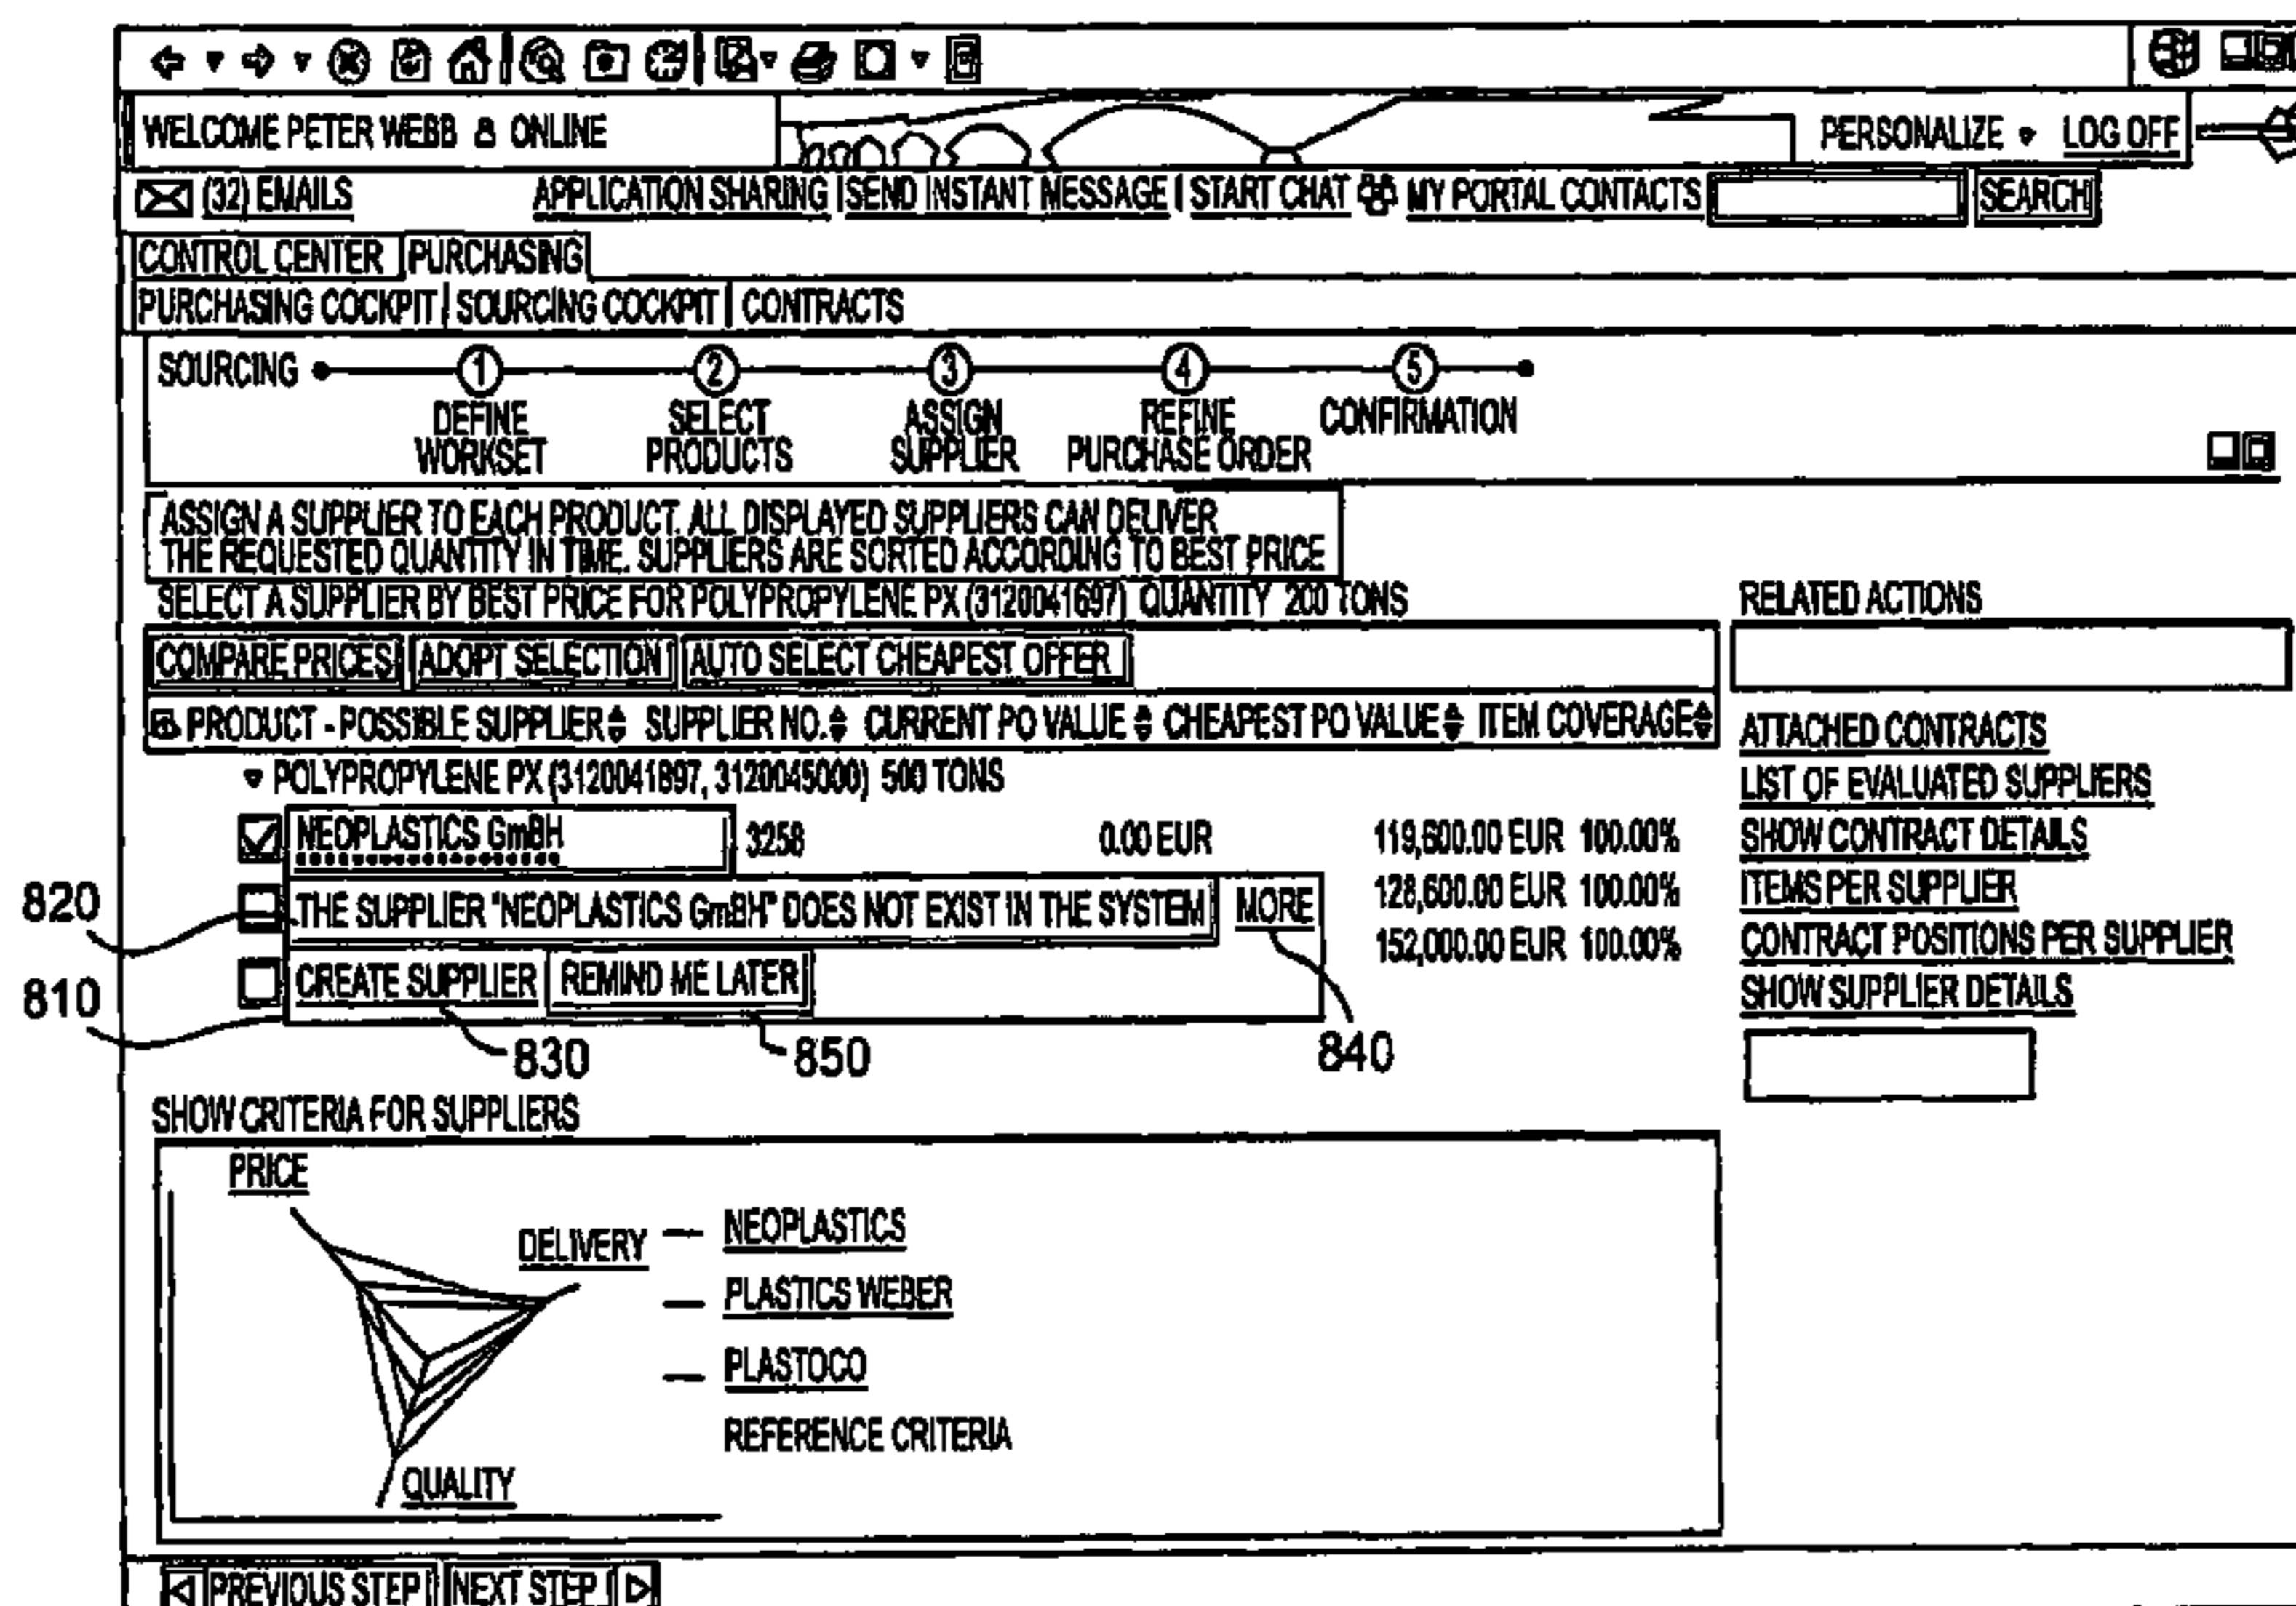 WELCOME PETER WEBB ONLINE
PERSONALIZE LOG OFF
(32) EMAILS APPLICATION SHARING | SEND INSTANT MESSAGE | START CHAT MY PORTAL CONTACTS SEARCH
CONTROL CENTER PURCHASING
PURCHASING COCKPIT | SOURCING COCKPIT | CONTRACTS
SOURCING 1 2 3 4 5
DEFINE WORKSET
SELECT PRODUCTS
ASSIGN SUPPLIER
REFINE PURCHASE ORDER
CONFIRMATION
ASSIGN A SUPPLIER TO EACH PRODUCT. ALL DISPLAYED SUPPLIERS CAN DELIVER
THE REQUESTED QUANTITY IN TIME. SUPPLIERS ARE SORTED ACCORDING TO BEST PRICE
SELECT A SUPPLIER BY BEST PRICE FOR POLYPROPYLENE PX (3120041697) QUANTITY 200 TONS
COMPARE PRICES ADOPT SELECTION AUTO SELECT CHEAPEST OFFER
PRODUCT - POSSIBLE SUPPLIER SUPPLIER NO. CURRENT PO VALUE CHEAPEST PO VALUE ITEM COVERAGE
POLYPROPYLENE PX (3120041897, 3120045000) 500 TONS
NEOPLASTICS GmBH 3258 0.00 EUR 119,600.00 EUR 100.00%
820 THE SUPPLIER "NEOPLASTICS GmBH" DOES NOT EXIST IN THE SYSTEM MORE 128,600.00 EUR 100.00%
152,000.00 EUR 100.00%
810 CREATE SUPPLIER REMIND ME LATER
830 850 840
RELATED ACTIONS
ATTACHED CONTRACTS
LIST OF EVALUATED SUPPLIERS
SHOW CONTRACT DETAILS
ITEMS PER SUPPLIER
CONTRACT POSITIONS PER SUPPLIER
SHOW SUPPLIER DETAILS
SHOW CRITERIA FOR SUPPLIERS
PRICE
DELIVERY
QUALITY
NEOPLASTICS
PLASTICS WEBER
PLASTOCO
REFERENCE CRITERIA
PREVIOUS STEP NEXT STEP